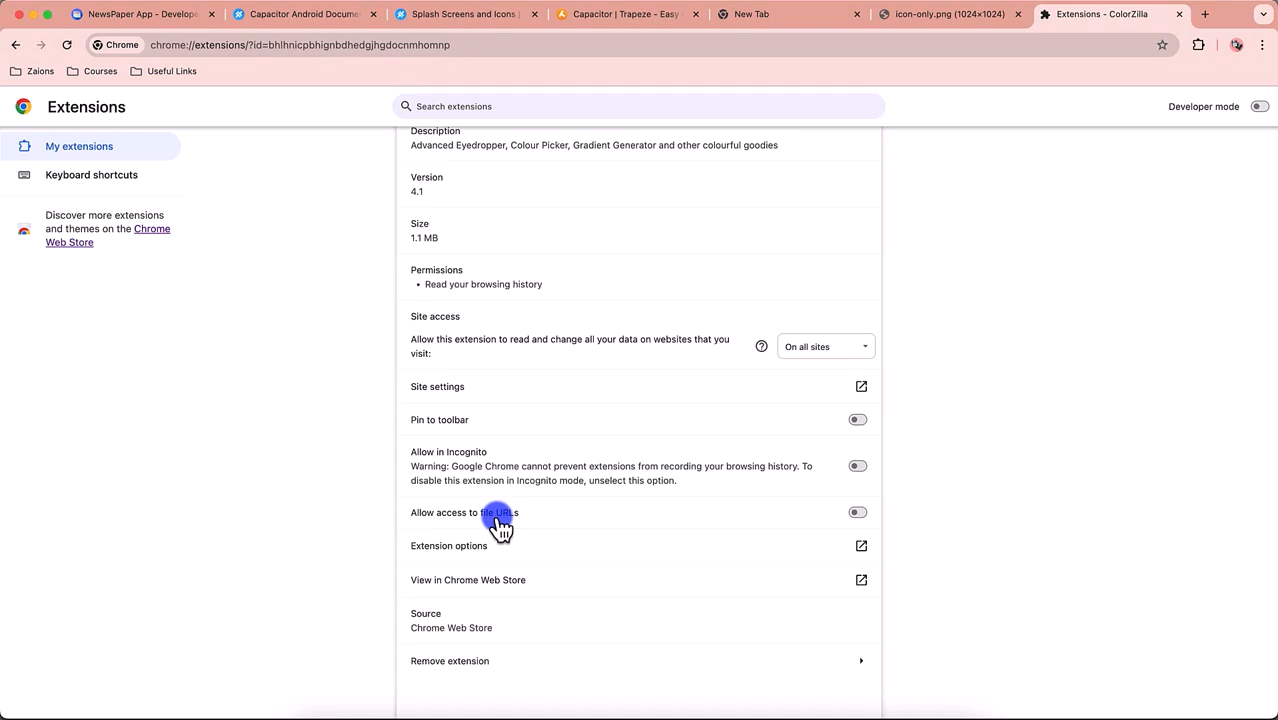 NewsPaper App - Develope
Capacitor Android Documen
Splash Screens and Icons
Capacitor | Trapeze - Easy
New Tab
icon-only.png (1024×1024)
Extensions - ColorZilla
Chrome
chrome://extensions/?id=bhlhnicpbhignbdhedgjhgdocnmhomnp
Zaions
Courses
Useful Links
Extensions
Search extensions
Developer mode
My extensions
Keyboard shortcuts
Discover more extensions
and themes on the Chrome
Web Store
Description
Advanced Eyedropper, Colour Picker, Gradient Generator and other colourful goodies
Version
4.1
Size
1.1 MB
Permissions
• Read your browsing history
Site access
Allow this extension to read and change all your data on websites that you
visit:
On all sites
Site settings
Pin to toolbar
Allow in Incognito
Warning: Google Chrome cannot prevent extensions from recording your browsing history. To
disable this extension in Incognito mode, unselect this option.
Allow access to file URLs
Extension options
View in Chrome Web Store
Source
Chrome Web Store
Remove extension